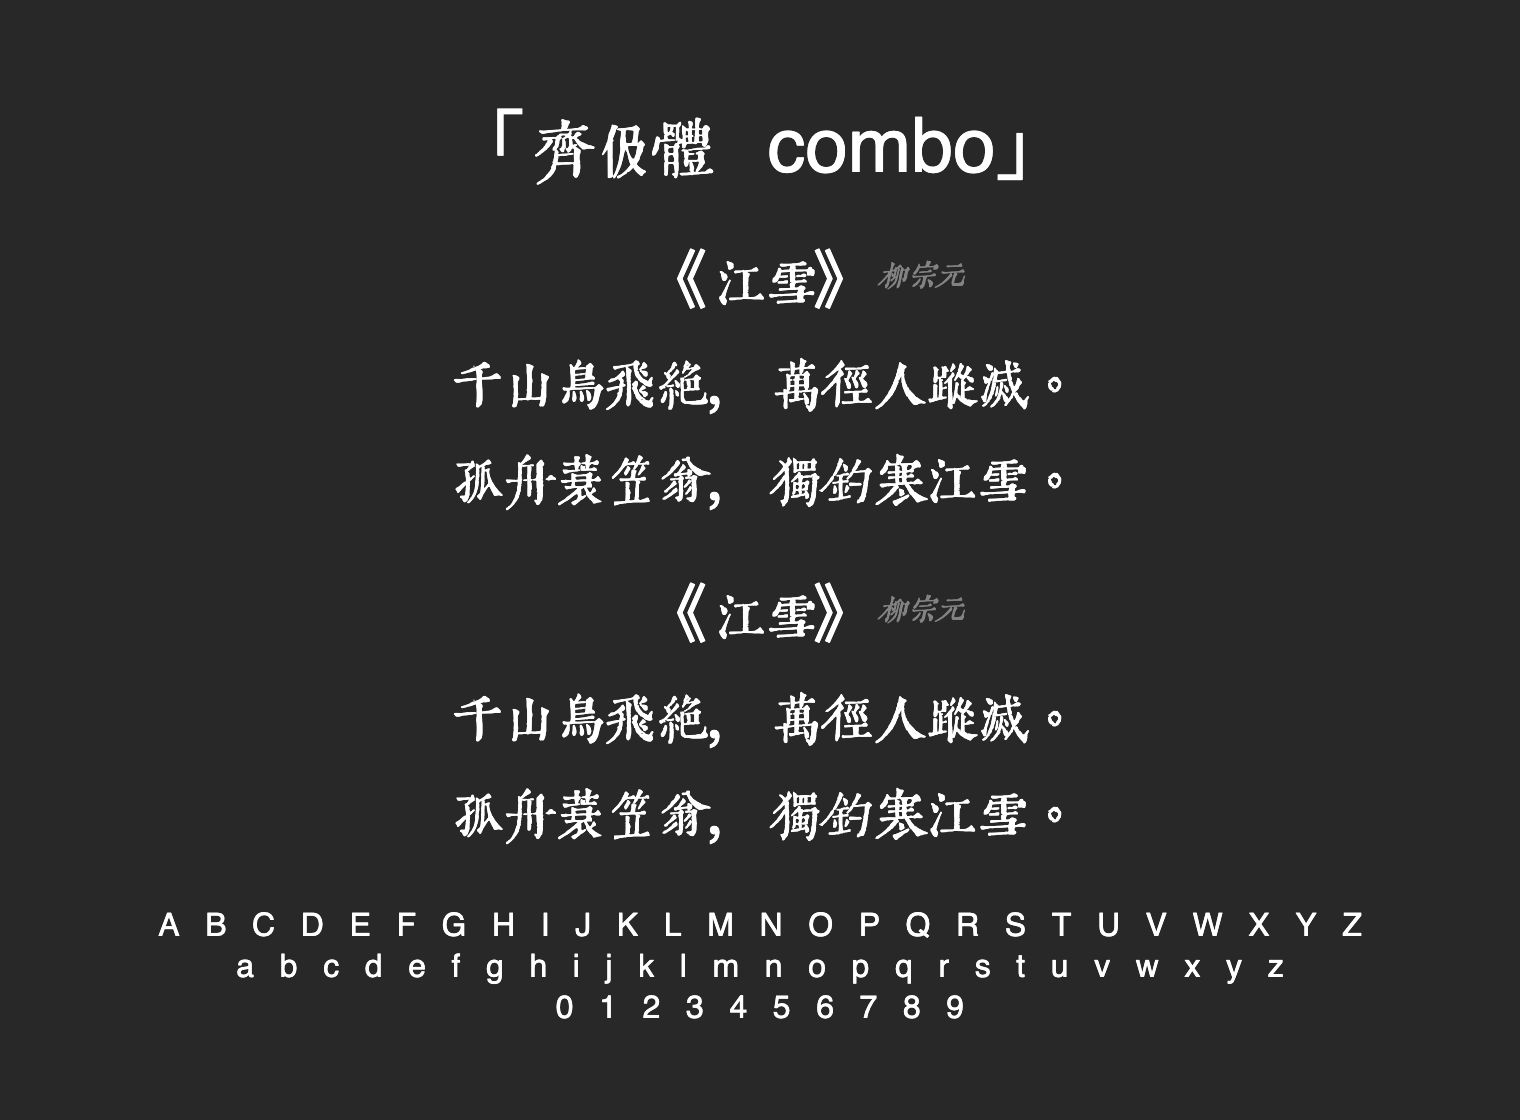 「齊伋體 combo」
《江雪》 柳宗元
千山鳥飛絶， 萬徑人蹤滅。
孤舟蓑笠翁， 獨釣寒江雪。
《江雪》 柳宗元
千山鳥飛絶， 萬徑人蹤滅。
孤舟蓑笠翁， 獨釣寒江雪。
A B C D E F G H I J K L M N O P Q R S T U V W X Y Z
a b c d e f g h i j k l m n o p q r s t u v w x y z
0 1 2 3 4 5 6 7 8 9